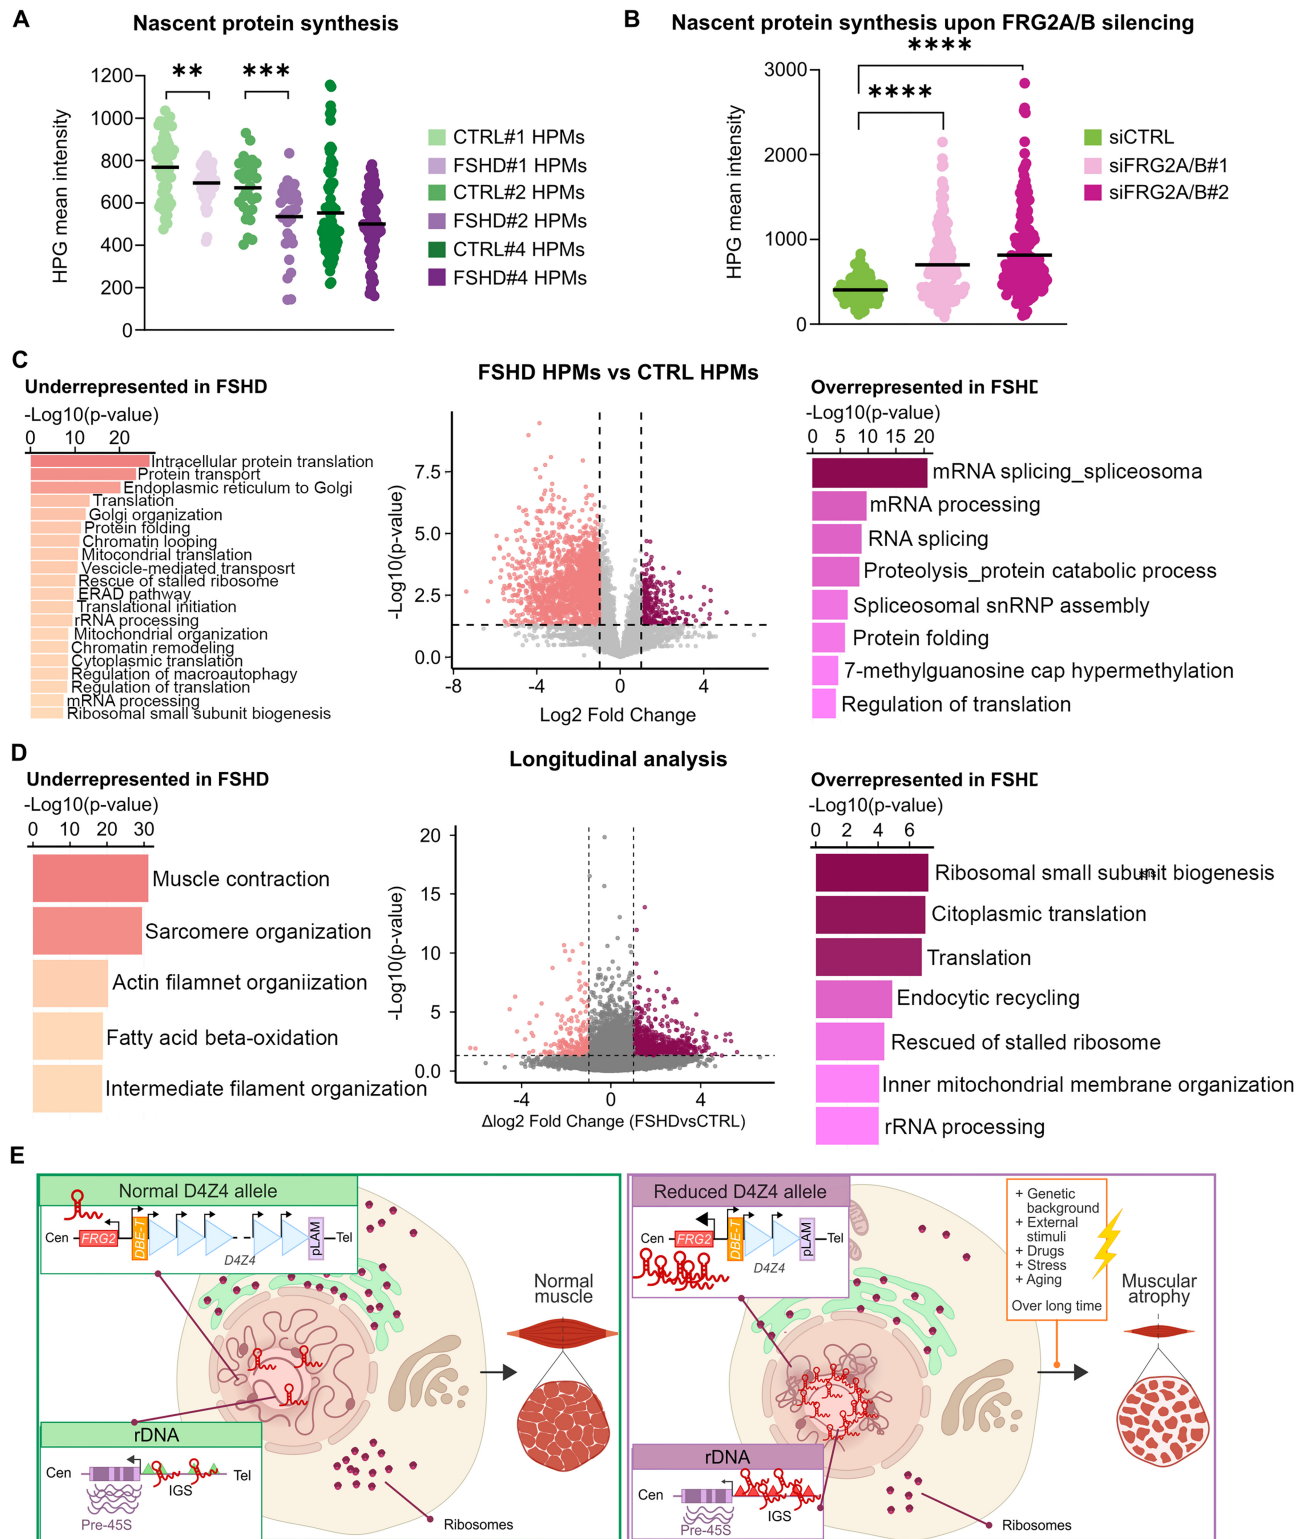 A
Nascent protein synthesis
** ***
HPG mean intensity
1200
1000
800
600
400
200
0
CTRL#1 HPMs
FSHD#1 HPMs
CTRL#2 HPMs
FSHD#2 HPMs
CTRL#4 HPMs
FSHD#4 HPMs
B
Nascent protein synthesis upon FRG2A/B silencing
****
****
HPG mean intensity
3000
2000
1000
0
siCTRL
siFRG2A/B#1
siFRG2A/B#2
C
Underrepresented in FSHD
-Log10(p-value)
0 10 20
Intracellular protein translation
Protein transport
Endoplasmic reticulum to Golgi
Translation
Golgi organization
Protein folding
Chromatin looping
Mitocondrial translation
Vescicle-mediated transposrt
Rescue of stalled ribosome
ERAD pathway
Translational initiation
rRNA processing
Mitochondrial organization
Chromatin remodeling
Cytoplasmic translation
Regulation of macroautophagy
Regulation of translation
mRNA processing
Ribosomal small subunit biogenesis
FSHD HPMs vs CTRL HPMs
-Log10(p-value)
7.5
5.0
2.5
0.0
-8 -4 0 4
Log2 Fold Change
Overrepresented in FSHD
-Log10(p-value)
0 5 10 15 20
mRNA splicing_spliceosoma
mRNA processing
RNA splicing
Proteolysis_protein catabolic process
Spliceosomal snRNP assembly
Protein folding
7-methylguanosine cap hypermethylation
Regulation of translation
D
Underrepresented in FSHD
-Log10(p-value)
0 10 20 30
Muscle contraction
Sarcomere organization
Actin filamnet organiization
Fatty acid beta-oxidation
Intermediate filament organization
Longitudinal analysis
-Log10(p-value)
20
15
10
5
0.0
-4 0 4
Δlog2 Fold Change (FSHDvsCTRL)
Overrepresented in FSHD
-Log10(p-value)
0 2 4 6
Ribosomal small subunit biogenesis
Citoplasmic translation
Translation
Endocytic recycling
Rescued of stalled ribosome
Inner mitochondrial membrane organization
rRNA processing
E
Normal D4Z4 allele
Cen FRG2 DBE-T pLAM Tel
D4Z4
rDNA
Cen Tel
IGS
Pre-45S
Ribosomes
Normal
muscle
Reduced D4Z4 allele
Cen FRG2 DBE-T pLAM Tel
D4Z4
rDNA
Cen
IGS
Pre-45S
Ribosomes
+ Genetic
background
+ External
stimuli
+ Drugs
+ Stress
+ Aging
Over long time
Muscular
atrophy